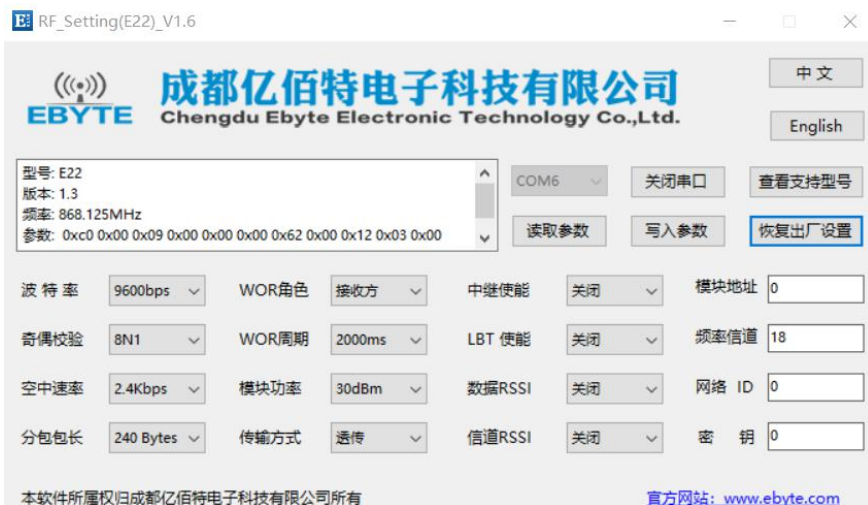 RF_Setting(E22)_V1.6
EBYTE
成都亿佰特电子科技有限公司
Chengdu Ebyte Electronic Technology Co.,Ltd.
中 文
English
型号: E22
版本: 1.3
频率: 868.125MHz
参数: 0xc0 0x00 0x09 0x00 0x00 0x00 0x62 0x00 0x12 0x03 0x00
COM6 关闭串口 查看支持型号
读取参数 写入参数 恢复出厂设置
波 特 率 9600bps WOR角色 接收方 中继使能 关闭 模块地址 0
奇偶校验 8N1 WOR周期 2000ms LBT 使能 关闭 频率信道 18
空中速率 2.4Kbps 模块功率 30dBm 数据RSSI 关闭 网络 ID 0
分包包长 240 Bytes 传输方式 透传 信道RSSI 关闭 密 钥 0
本软件所属权归成都亿佰特电子科技有限公司所有 官方网站: www.ebyte.com